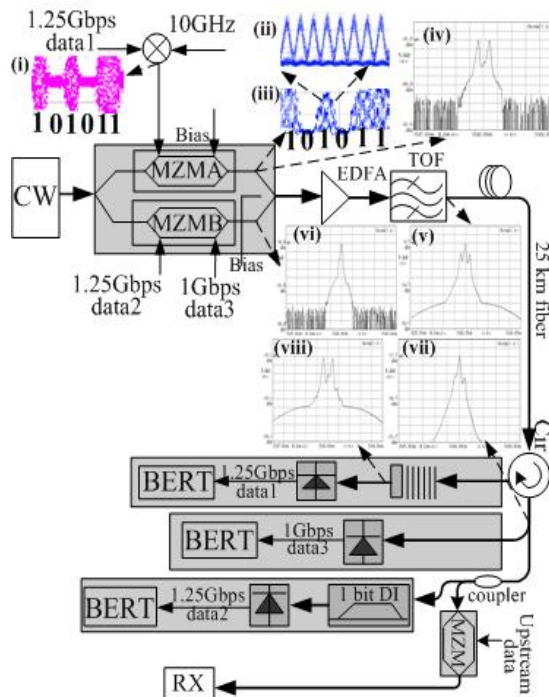 1.25Gbps
data1
10GHz
(i)
1 0 1 0 1 1
(ii)
(iii)
1 0 1 0 1 1
(iv)
Bias
MZMA
CW
MZMB
Bias
1.25Gbps
data2
1Gbps
data3
EDFA
TOF
25 km fiber
(vi)
(v)
(viii)
(vii)
Cir
BERT
1.25Gbps
data1
BERT
1Gbps
data3
BERT
1.25Gbps
data2
1 bit DI
coupler
MZM
Upstream
data
RX